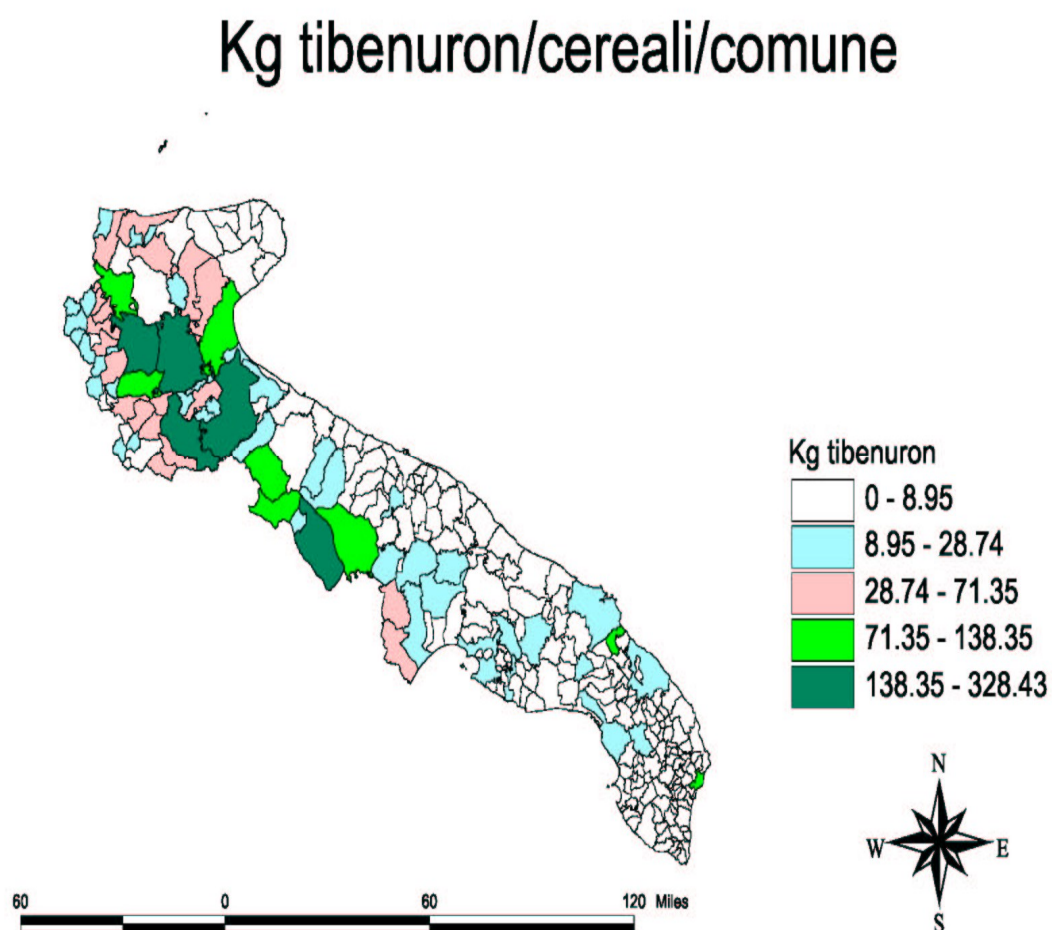 Kg tibenuron/cereali/comune
Kg tibenuron
0 - 8.95
8.95 - 28.74
28.74 - 71.35
71.35 - 138.35
138.35 - 328.43
N
W E
S
60 0 60 120 Miles